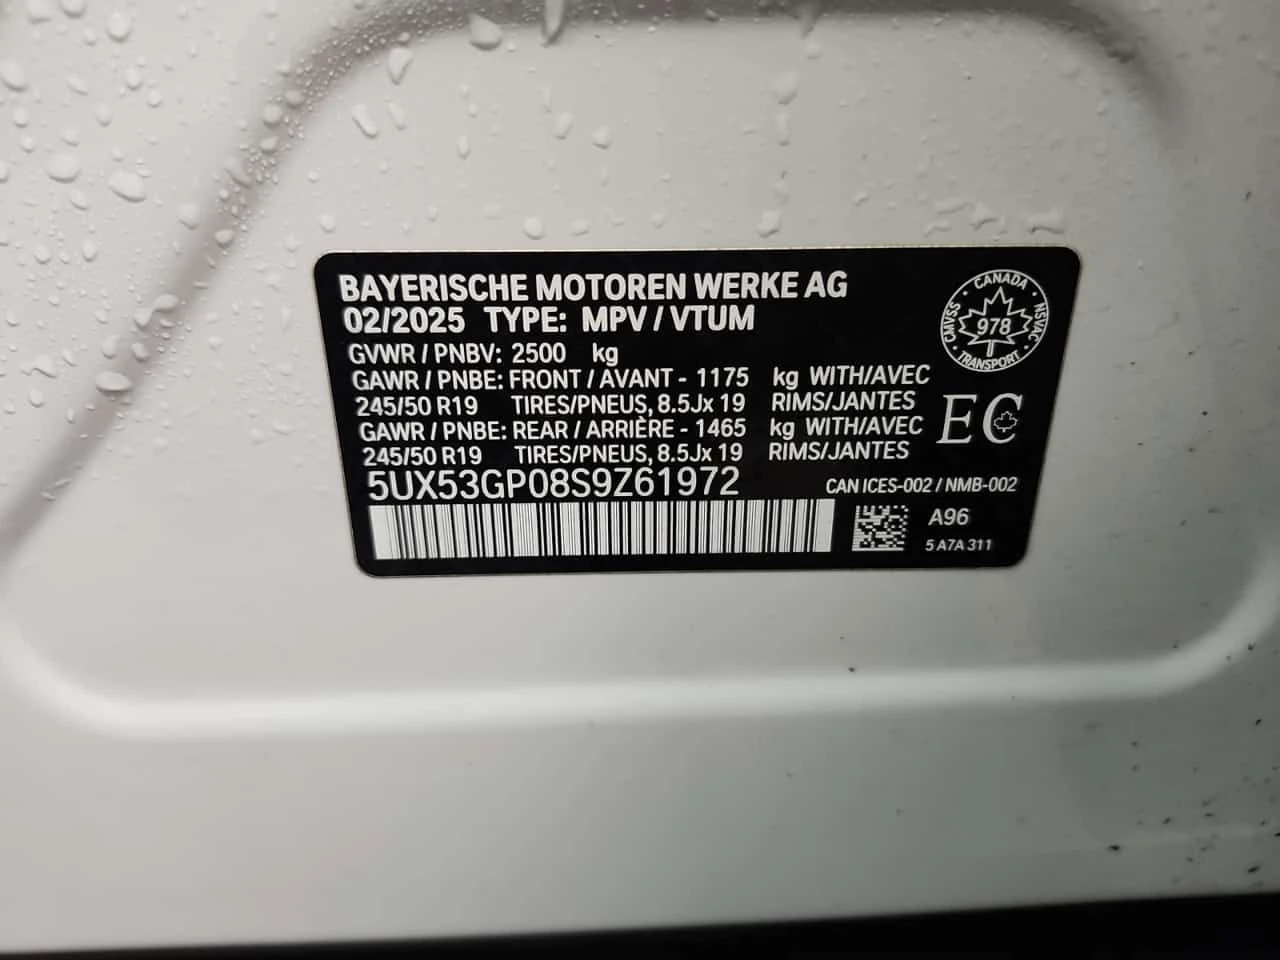 BAYERISCHE MOTOREN WERKE AG
02/2025 TYPE: MPV / VTUM
GVWR / PNBV: 2500 kg
GAWR / PNBE: FRONT / AVANT - 1175 kg WITH/AVEC
245/50 R19 TIRES/PNEUS, 8.5Jx 19 RIMS/JANTES
GAWR / PNBE: REAR / ARRIÈRE - 1465 kg WITH/AVEC
245/50 R19 TIRES/PNEUS, 8.5Jx 19 RIMS/JANTES
5UX53GP08S9Z61972
CANADA
CMVSS
978
NSVAC
TRANSPORT
EC
CAN ICES-002 / NMB-002
A96
5 A7A 311